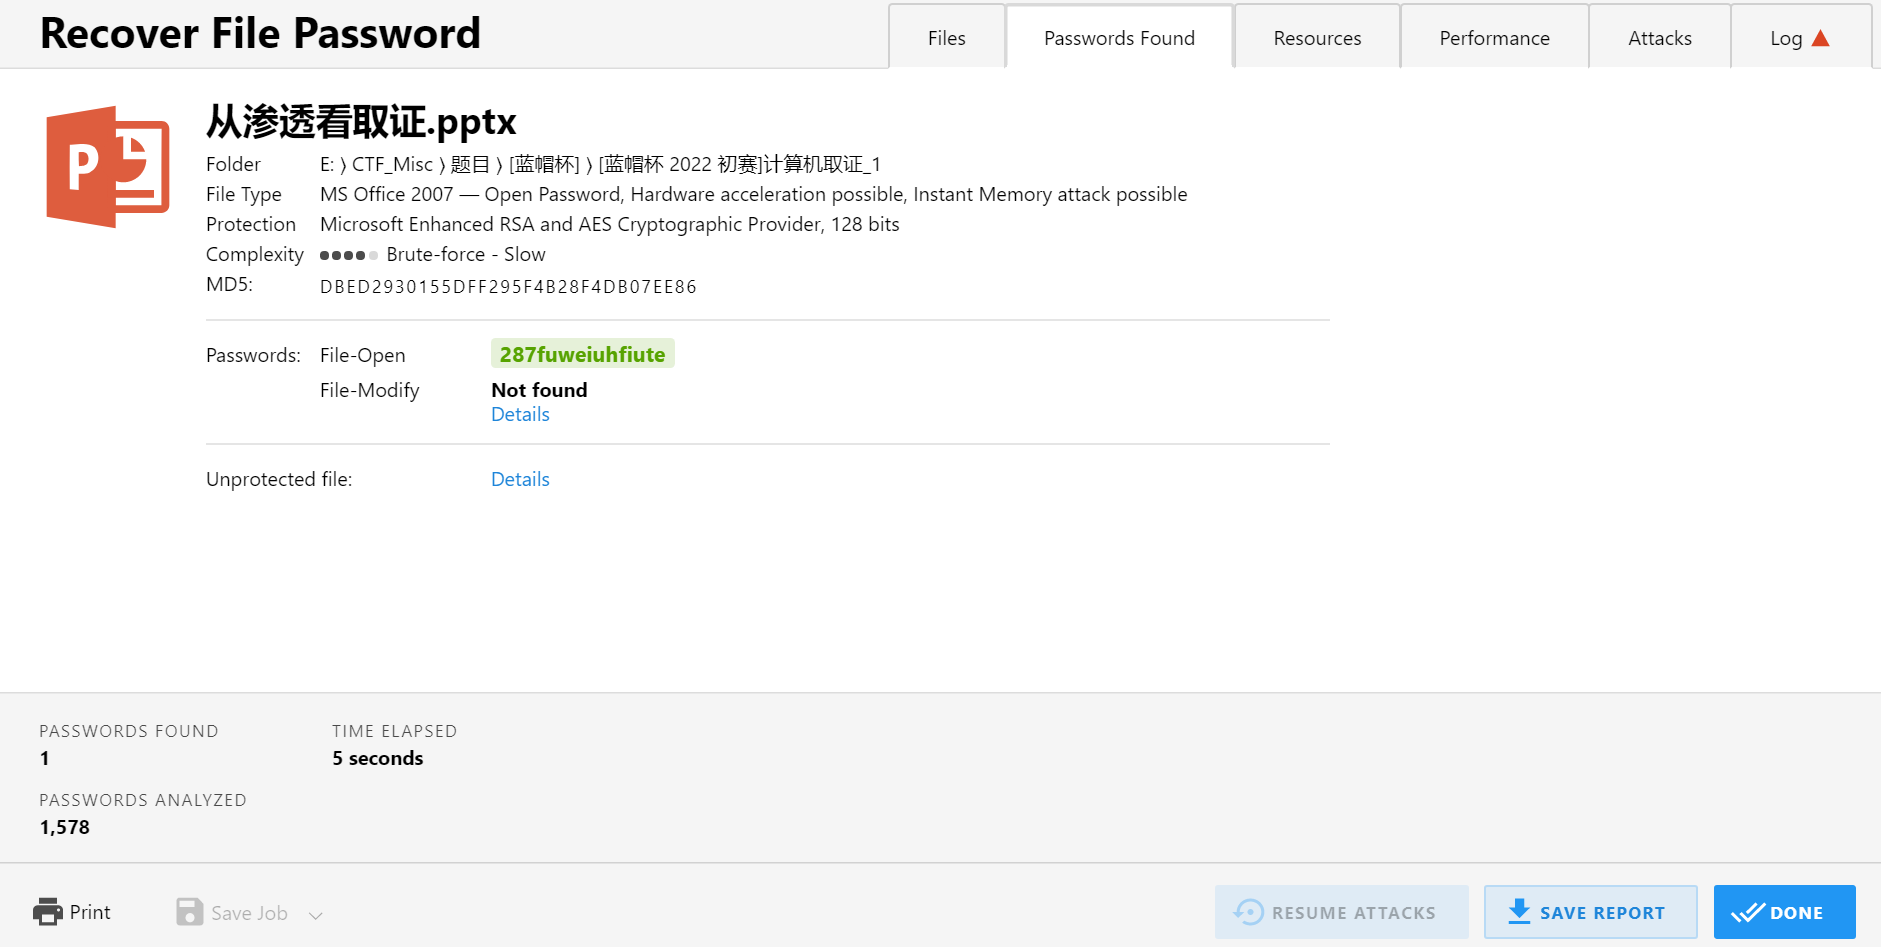 Recover File Password
Files
Passwords Found
Resources
Performance
Attacks
Log
从渗透看取证.pptx
Folder E: ⟩ CTF_Misc ⟩ 题目 ⟩ [蓝帽杯] ⟩ [蓝帽杯 2022 初赛]计算机取证_1
File Type MS Office 2007 — Open Password, Hardware acceleration possible, Instant Memory attack possible
Protection Microsoft Enhanced RSA and AES Cryptographic Provider, 128 bits
Complexity Brute-force - Slow
MD5: DBED2930155DFF295F4B28F4DB07EE86
Passwords: File-Open 287fuweiuhfiute
File-Modify Not found
Details
Unprotected file: Details
PASSWORDS FOUND
1
TIME ELAPSED
5 seconds
PASSWORDS ANALYZED
1,578
Print
Save Job
RESUME ATTACKS
SAVE REPORT
DONE